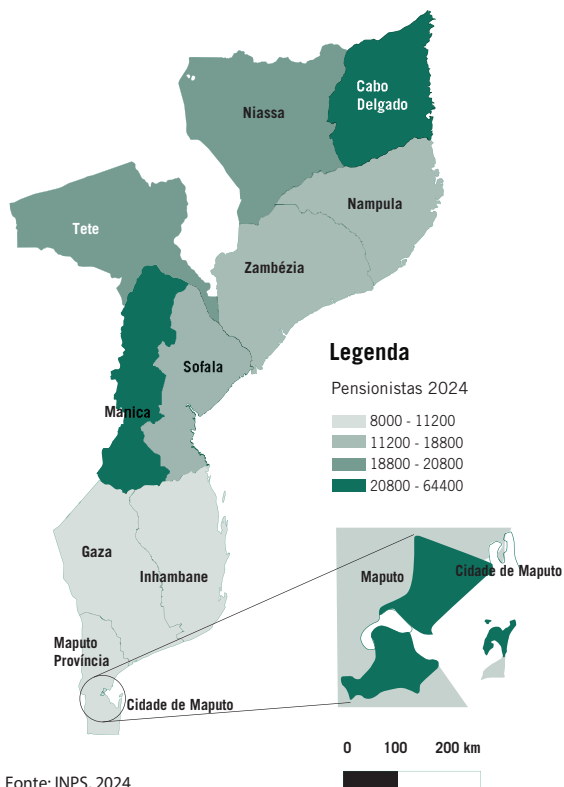 Cabo
Delgado
Niassa
Nampula
Tete
Zambézia
Sofala
Manica
Legenda
Pensionistas 2024
8000 - 11200
11200 - 18800
18800 - 20800
20800 - 64400
Gaza
Inhambane
Maputo
Província
Cidade de Maputo
Maputo
Cidade de Maputo
0 100 200 km
Fonte: INPS, 2024